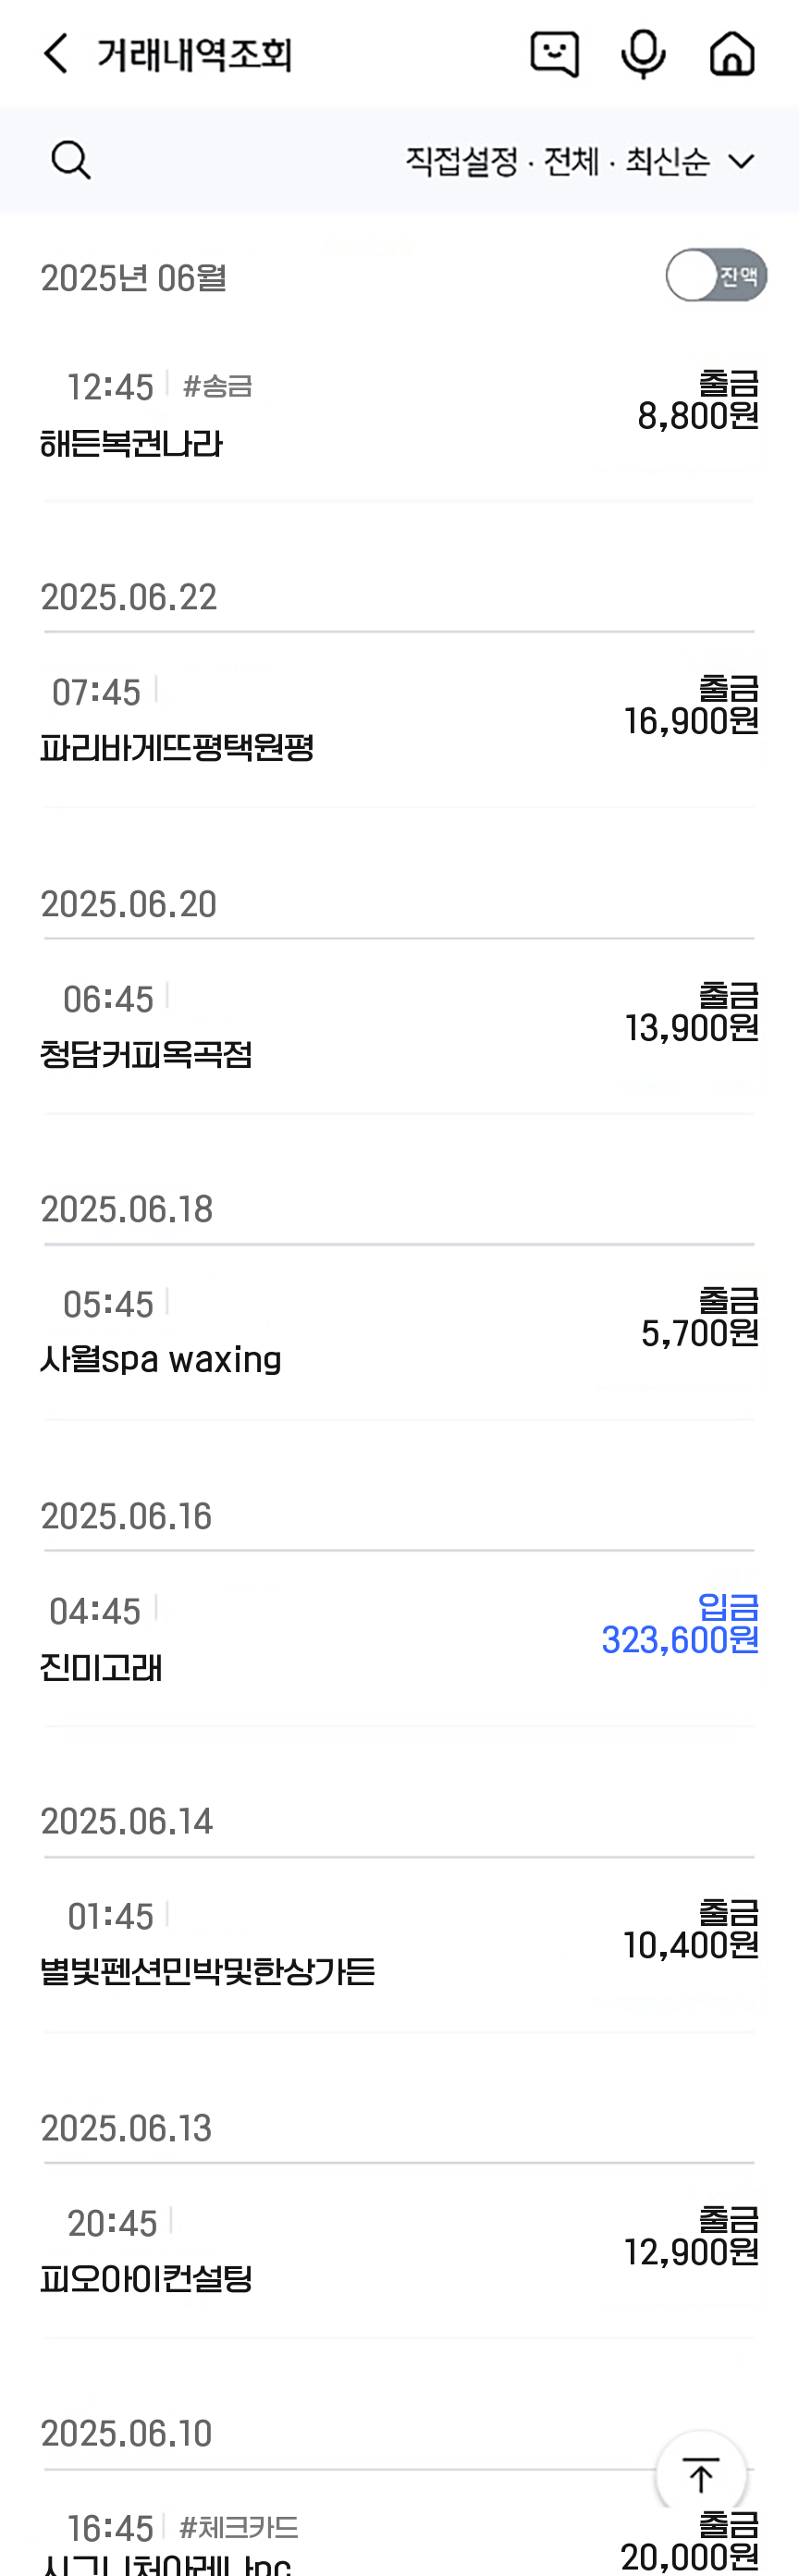 거래내역조회
직접설정 · 전체 · 최신순
2025년 06월
잔액
12:45 #송금
출금
8,800원
해든복권나라
2025.06.22
07:45
출금
16,900원
파리바게뜨평택원평
2025.06.20
06:45
출금
13,900원
청담커피옥곡점
2025.06.18
05:45
출금
5,700원
사월spa waxing
2025.06.16
04:45
입금
323,600원
진미고래
2025.06.14
01:45
출금
10,400원
별빛펜션민박및한상가든
2025.06.13
20:45
출금
12,900원
피오아이컨설팅
2025.06.10
16:45 #체크카드
출금
20,000원
시그니처아레나pc